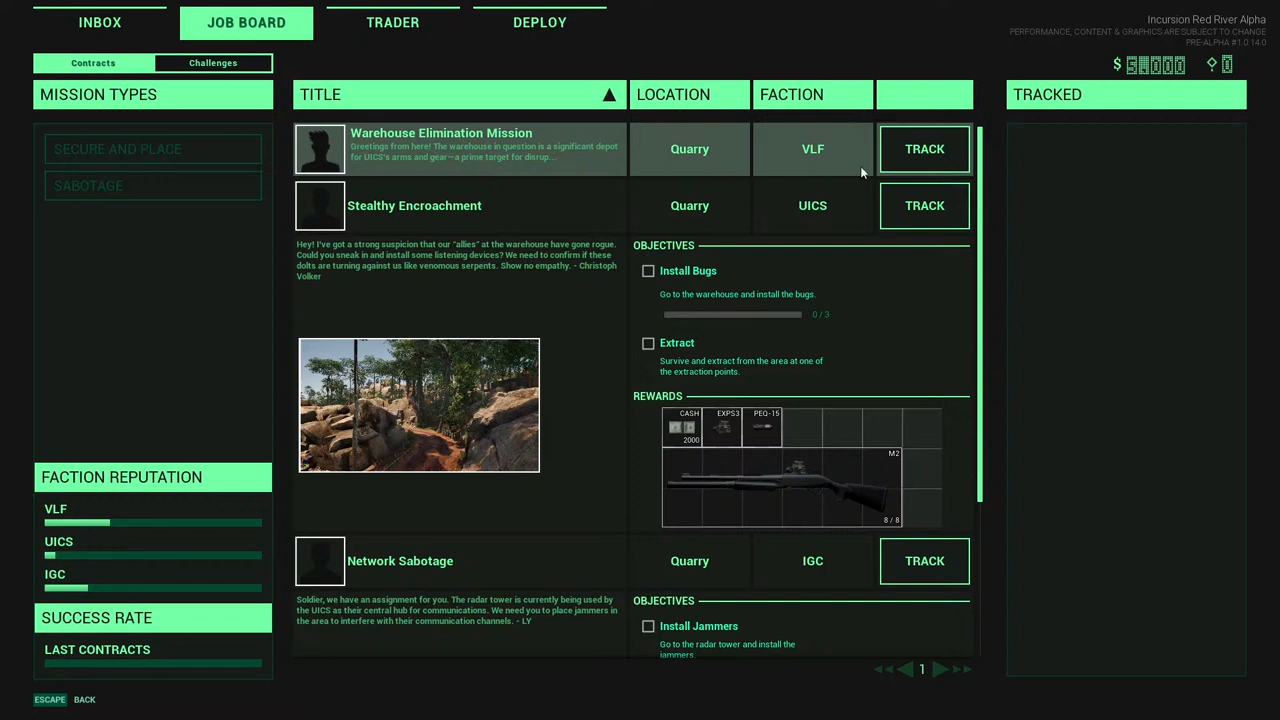 INBOX
JOB BOARD
TRADER
DEPLOY
Incursion Red River Alpha
PERFORMANCE, CONTENT & GRAPHICS ARE SUBJECT TO CHANGE
PRE-ALPHA #1.0.14.0
Contracts
Challenges
$
MISSION TYPES
TITLE
LOCATION
FACTION
TRACKED
SECURE AND PLACE
SABOTAGE
Warehouse Elimination Mission
Greetings from here! The warehouse in question is a significant depot
for UICS's arms and gear—a prime target for disrup...
Quarry
VLF
TRACK
Stealthy Encroachment
Quarry
UICS
TRACK
Hey! I've got a strong suspicion that our "allies" at the warehouse have gone rogue.
Could you sneak in and install some listening devices? We need to confirm if these
dolts are turning against us like venomous serpents. Show no empathy. - Christoph
Volker
OBJECTIVES
Install Bugs
Go to the warehouse and install the bugs.
0 / 3
Extract
Survive and extract from the area at one of
the extraction points.
REWARDS
CASH
2000
EXPS3
PEQ-15
M2
8 / 8
Network Sabotage
Quarry
IGC
TRACK
Soldier, we have an assignment for you. The radar tower is currently being used by
the UICS as their central hub for communications. We need you to place jammers in
the area to interfere with their communication channels. - LY
OBJECTIVES
Install Jammers
Go to the radar tower and install the
jammers.
FACTION REPUTATION
VLF
UICS
IGC
SUCCESS RATE
LAST CONTRACTS
1
ESCAPE
BACK